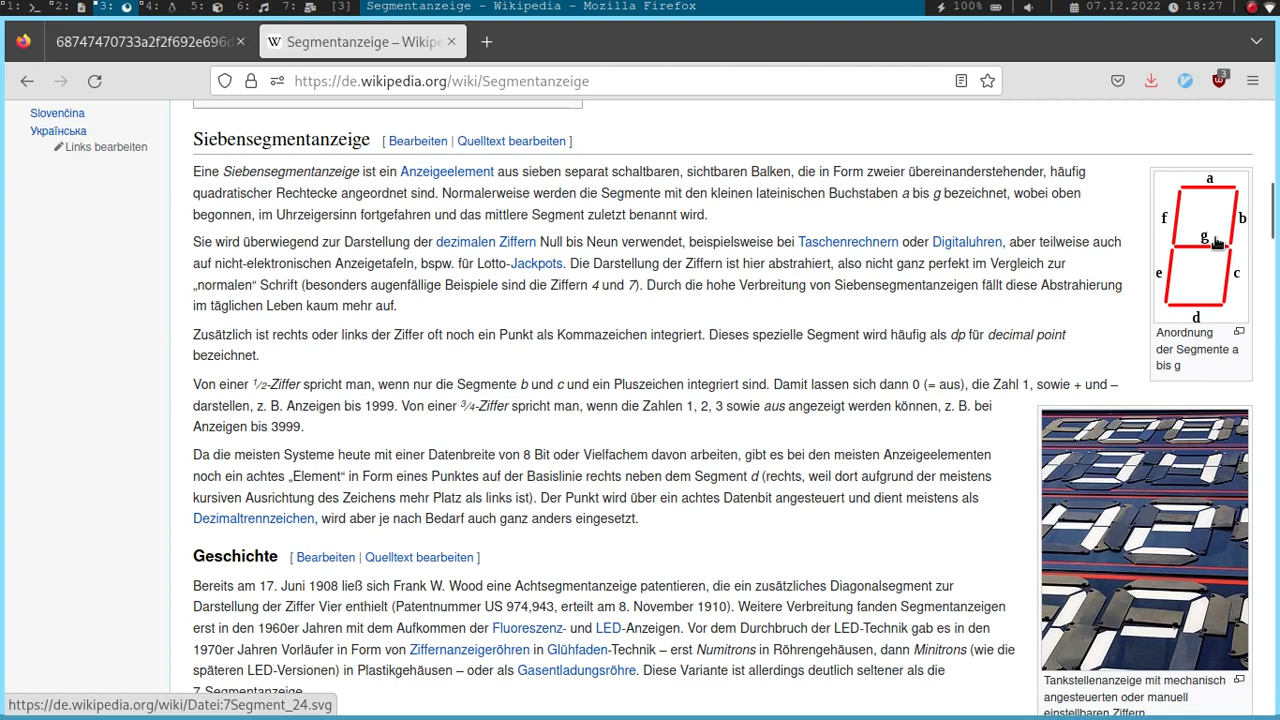 1: 2: 3: 4: 5: 6: 7: [3] Segmentanzeige - Wikipedia - Mozilla Firefox 100% 07.12.2022 18:27
68747470733a2f2f692e696d Segmentanzeige – Wikipe
https://de.wikipedia.org/wiki/Segmentanzeige 3
Slovenčina
Українська
Links bearbeiten
Siebensegmentanzeige [ Bearbeiten | Quelltext bearbeiten ]
Eine Siebensegmentanzeige ist ein Anzeigeelement aus sieben separat schaltbaren, sichtbaren Balken, die in Form zweier übereinanderstehender, häufig
quadratischer Rechtecke angeordnet sind. Normalerweise werden die Segmente mit den kleinen lateinischen Buchstaben a bis g bezeichnet, wobei oben
begonnen, im Uhrzeigersinn fortgefahren und das mittlere Segment zuletzt benannt wird.
Sie wird überwiegend zur Darstellung der dezimalen Ziffern Null bis Neun verwendet, beispielsweise bei Taschenrechnern oder Digitaluhren, aber teilweise auch
auf nicht-elektronischen Anzeigetafeln, bspw. für Lotto-Jackpots. Die Darstellung der Ziffern ist hier abstrahiert, also nicht ganz perfekt im Vergleich zur
„normalen“ Schrift (besonders augenfällige Beispiele sind die Ziffern 4 und 7). Durch die hohe Verbreitung von Siebensegmentanzeigen fällt diese Abstrahierung
im täglichen Leben kaum mehr auf.
Zusätzlich ist rechts oder links der Ziffer oft noch ein Punkt als Kommazeichen integriert. Dieses spezielle Segment wird häufig als dp für decimal point
bezeichnet.
Von einer 1⁄2-Ziffer spricht man, wenn nur die Segmente b und c und ein Pluszeichen integriert sind. Damit lassen sich dann 0 (= aus), die Zahl 1, sowie + und –
darstellen, z. B. Anzeigen bis 1999. Von einer 3⁄4-Ziffer spricht man, wenn die Zahlen 1, 2, 3 sowie aus angezeigt werden können, z. B. bei
Anzeigen bis 3999.
Da die meisten Systeme heute mit einer Datenbreite von 8 Bit oder Vielfachem davon arbeiten, gibt es bei den meisten Anzeigeelementen
noch ein achtes „Element“ in Form eines Punktes auf der Basislinie rechts neben dem Segment d (rechts, weil dort aufgrund der meistens
kursiven Ausrichtung des Zeichens mehr Platz als links ist). Der Punkt wird über ein achtes Datenbit angesteuert und dient meistens als
Dezimaltrennzeichen, wird aber je nach Bedarf auch ganz anders eingesetzt.
Geschichte [ Bearbeiten | Quelltext bearbeiten ]
Bereits am 17. Juni 1908 ließ sich Frank W. Wood eine Achtsegmentanzeige patentieren, die ein zusätzliches Diagonalsegment zur
Darstellung der Ziffer Vier enthielt (Patentnummer US 974,943, erteilt am 8. November 1910). Weitere Verbreitung fanden Segmentanzeigen
erst in den 1960er Jahren mit dem Aufkommen der Fluoreszenz- und LED-Anzeigen. Vor dem Durchbruch der LED-Technik gab es in den
1970er Jahren Vorläufer in Form von Ziffernanzeigeröhren in Glühfaden-Technik – erst Numitrons in Röhrengehäusen, dann Minitrons (wie die
späteren LED-Versionen) in Plastikgehäusen – oder als Gasentladungsröhre. Diese Variante ist allerdings deutlich seltener als die
7-Segmentanzeige.
a
f b
g
e c
d
Anordnung
der Segmente a
bis g
Tankstellenanzeige mit mechanisch
angesteuerten oder manuell
einstellbaren Ziffern
https://de.wikipedia.org/wiki/Datei:7Segment_24.svg